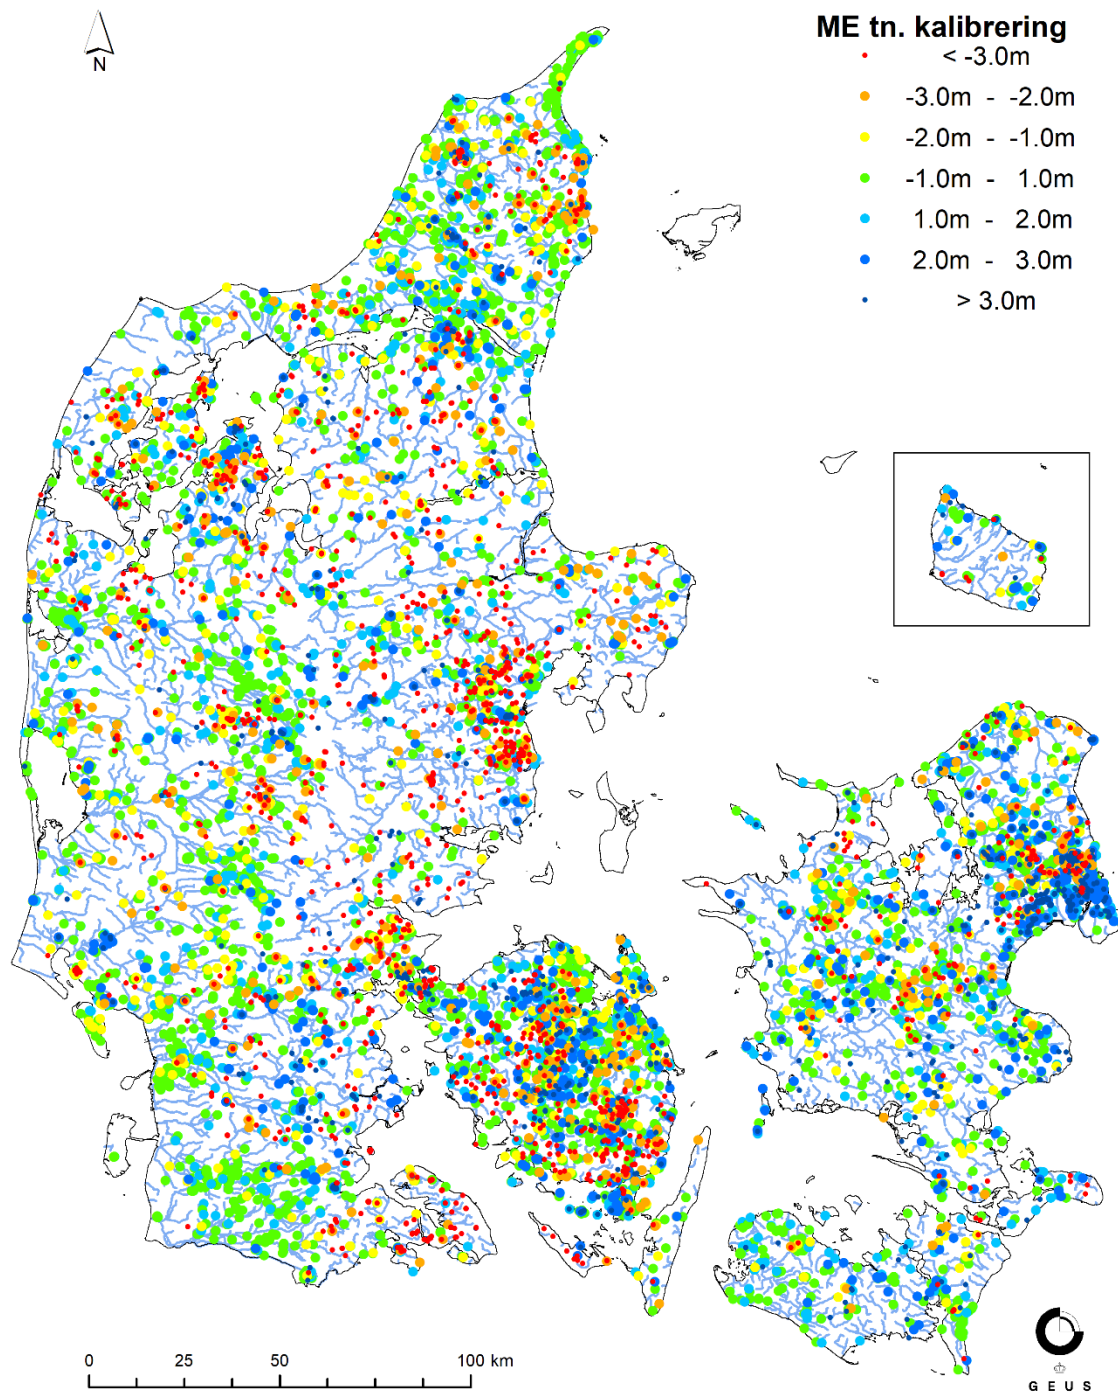 N
ME tn. kalibrering
< -3.0m
-3.0m - -2.0m
-2.0m - -1.0m
-1.0m - 1.0m
1.0m - 2.0m
2.0m - 3.0m
> 3.0m
0 25 50 100 km
G E U S